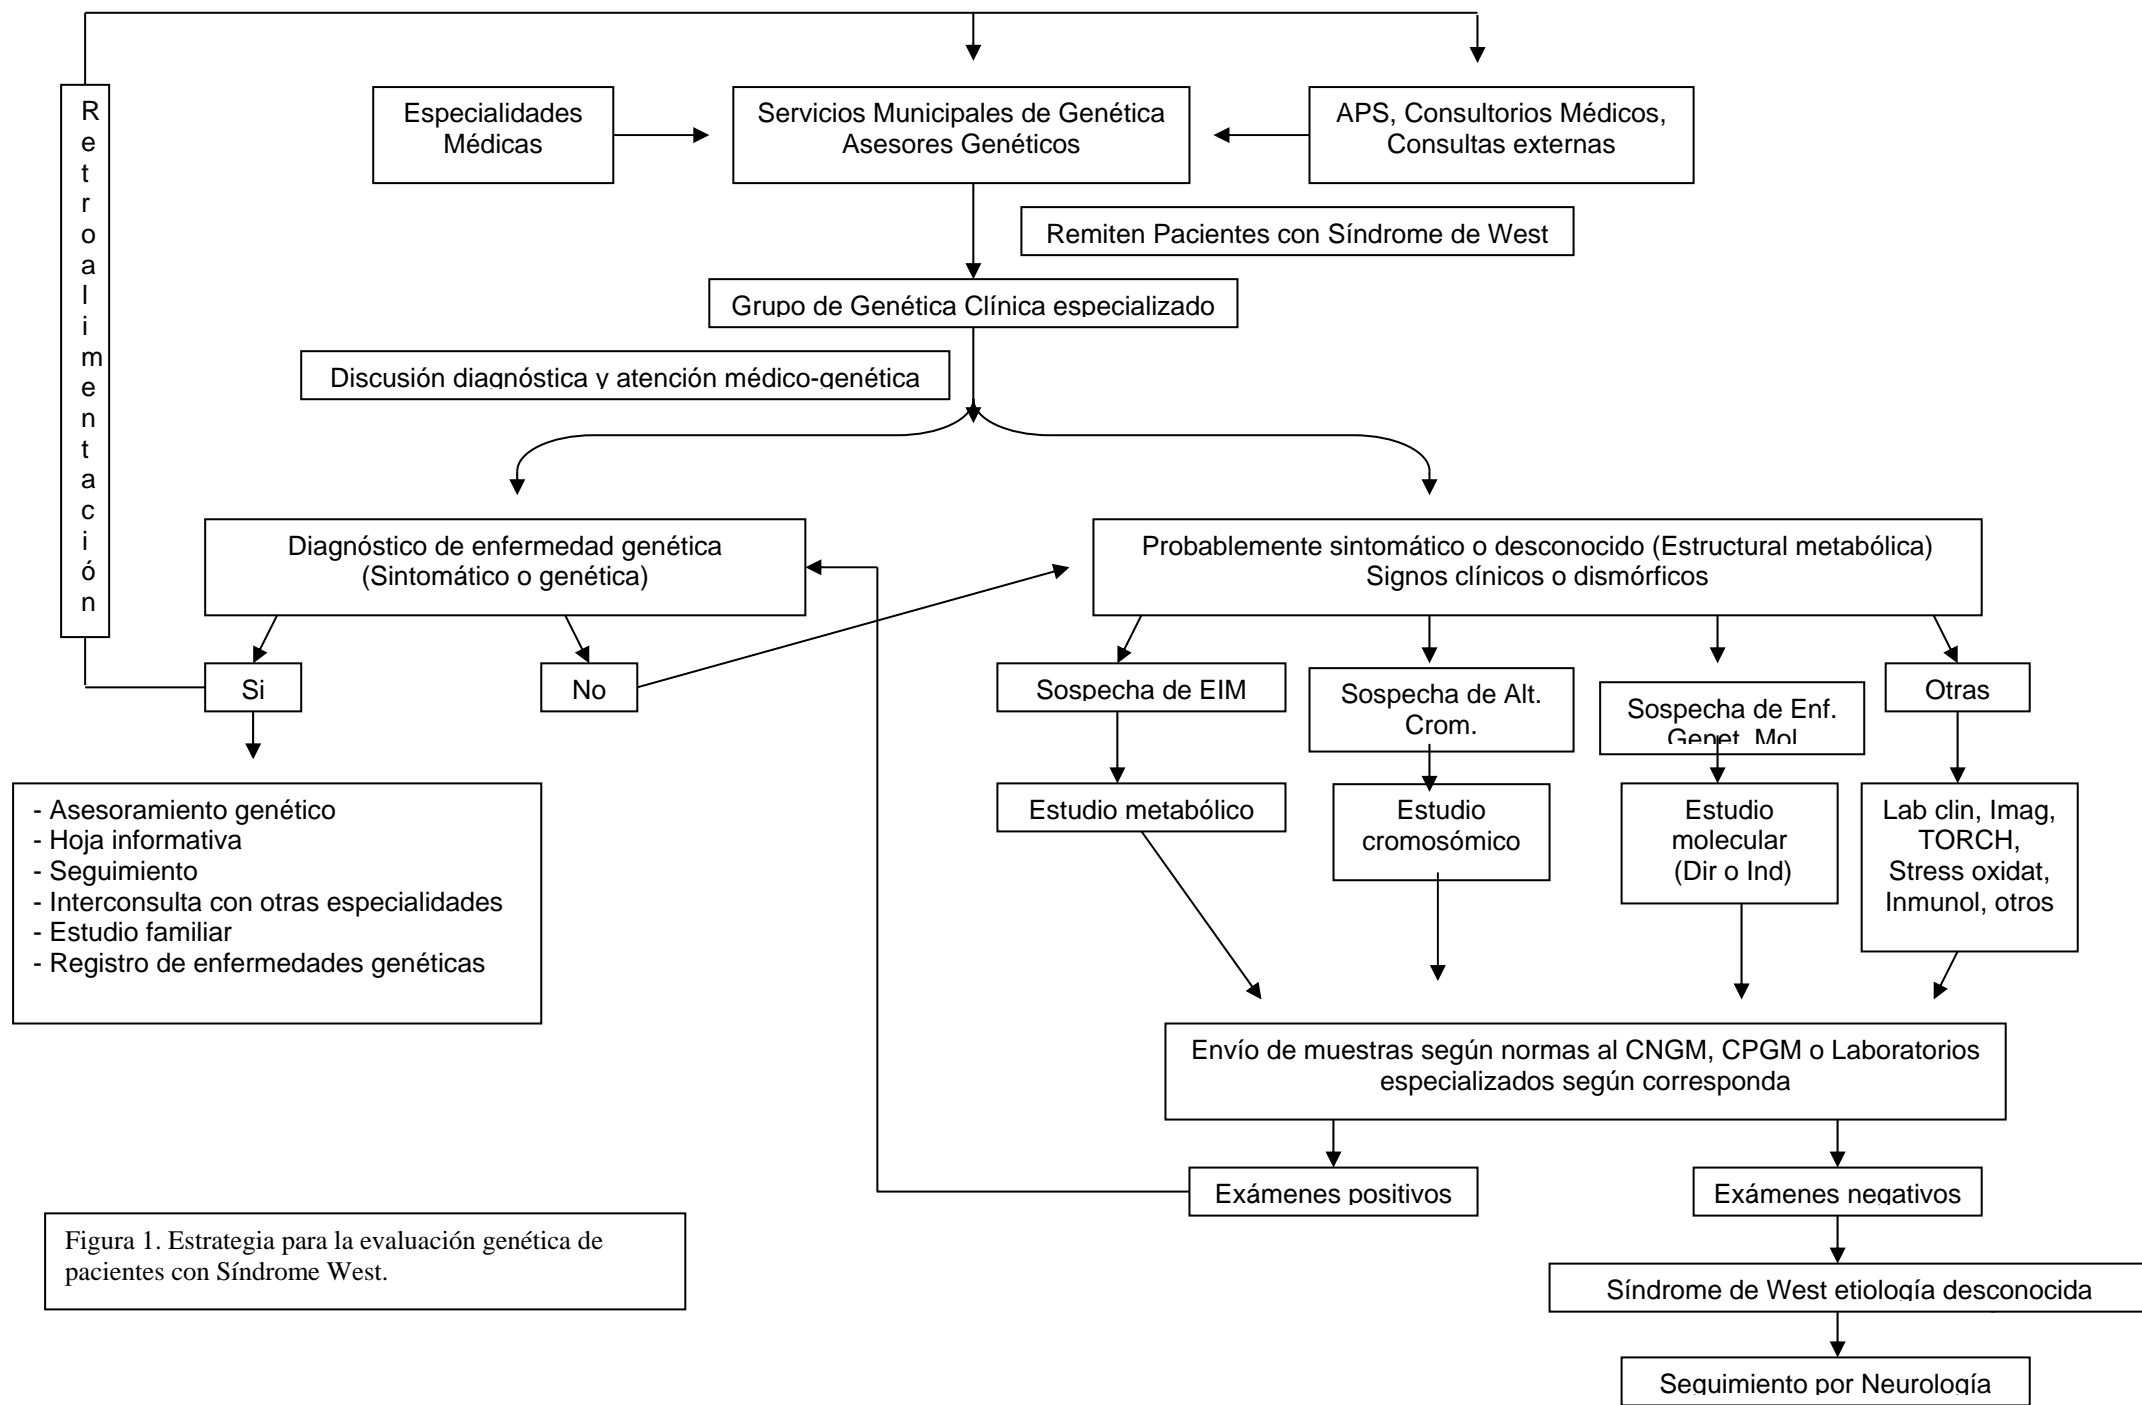 Retroalimentación
Especialidades
Médicas
Servicios Municipales de Genética
Asesores Genéticos
APS, Consultorios Médicos,
Consultas externas
Remiten Pacientes con Síndrome de West
Grupo de Genética Clínica especializado
Discusión diagnóstica y atención médico-genética
Diagnóstico de enfermedad genética
(Sintomático o genética)
Probablemente sintomático o desconocido (Estructural metabólica)
Signos clínicos o dismórficos
Si
No
Sospecha de EIM
Sospecha de Alt.
Crom.
Sospecha de Enf.
Genet. Mol
Otras
- Asesoramiento genético
- Hoja informativa
- Seguimiento
- Interconsulta con otras especialidades
- Estudio familiar
- Registro de enfermedades genéticas
Estudio metabólico
Estudio
cromosómico
Estudio
molecular
(Dir o Ind)
Lab clin, Imag,
TORCH,
Stress oxidat,
Inmunol, otros
Envío de muestras según normas al CNGM, CPGM o Laboratorios
especializados según corresponda
Exámenes positivos
Exámenes negativos
Figura 1. Estrategia para la evaluación genética de
pacientes con Síndrome West.
Síndrome de West etiología desconocida
Seguimiento por Neurología